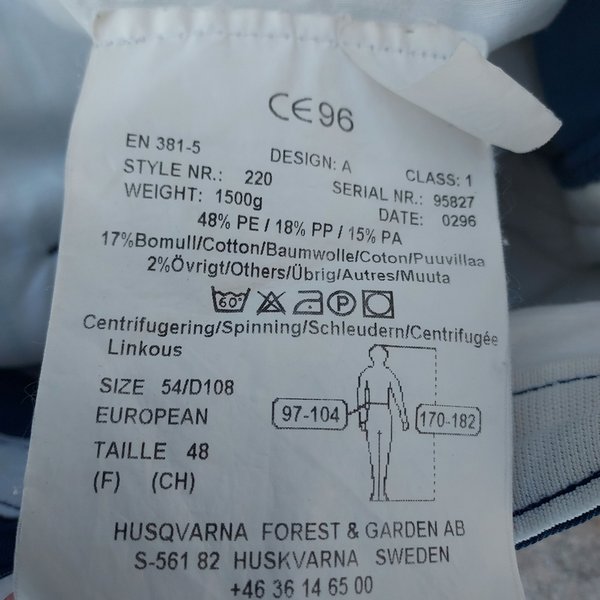 CE96
EN 381-5 DESIGN: A CLASS: 1
STYLE NR.: 220 SERIAL NR.: 95827
WEIGHT: 1500g DATE: 0296
48% PE / 18% PP / 15% PA
17%Bomull/Cotton/Baumwolle/Coton/Puuvillaa
2%Övrigt/Others/Übrig/Autres/Muuta
60° P
Centrifugering/Spinning/Schleudern/Centrifugée
Linkous
SIZE 54/D108
EUROPEAN 97-104 170-182
TAILLE 48
(F) (CH)
HUSQVARNA FOREST & GARDEN AB
S-561 82 HUSKVARNA SWEDEN
+46 36 14 65 00